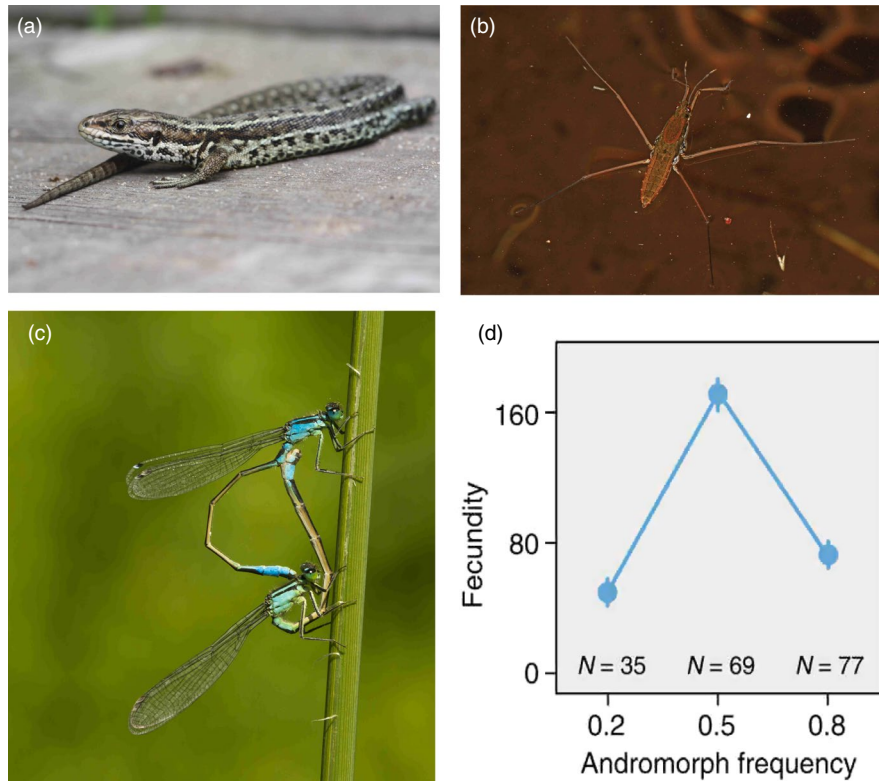 (a)
(b)
(c)
(d)
160
80
0
Fecundity
N = 35 N = 69 N = 77
0.2 0.5 0.8
Andromorph frequency